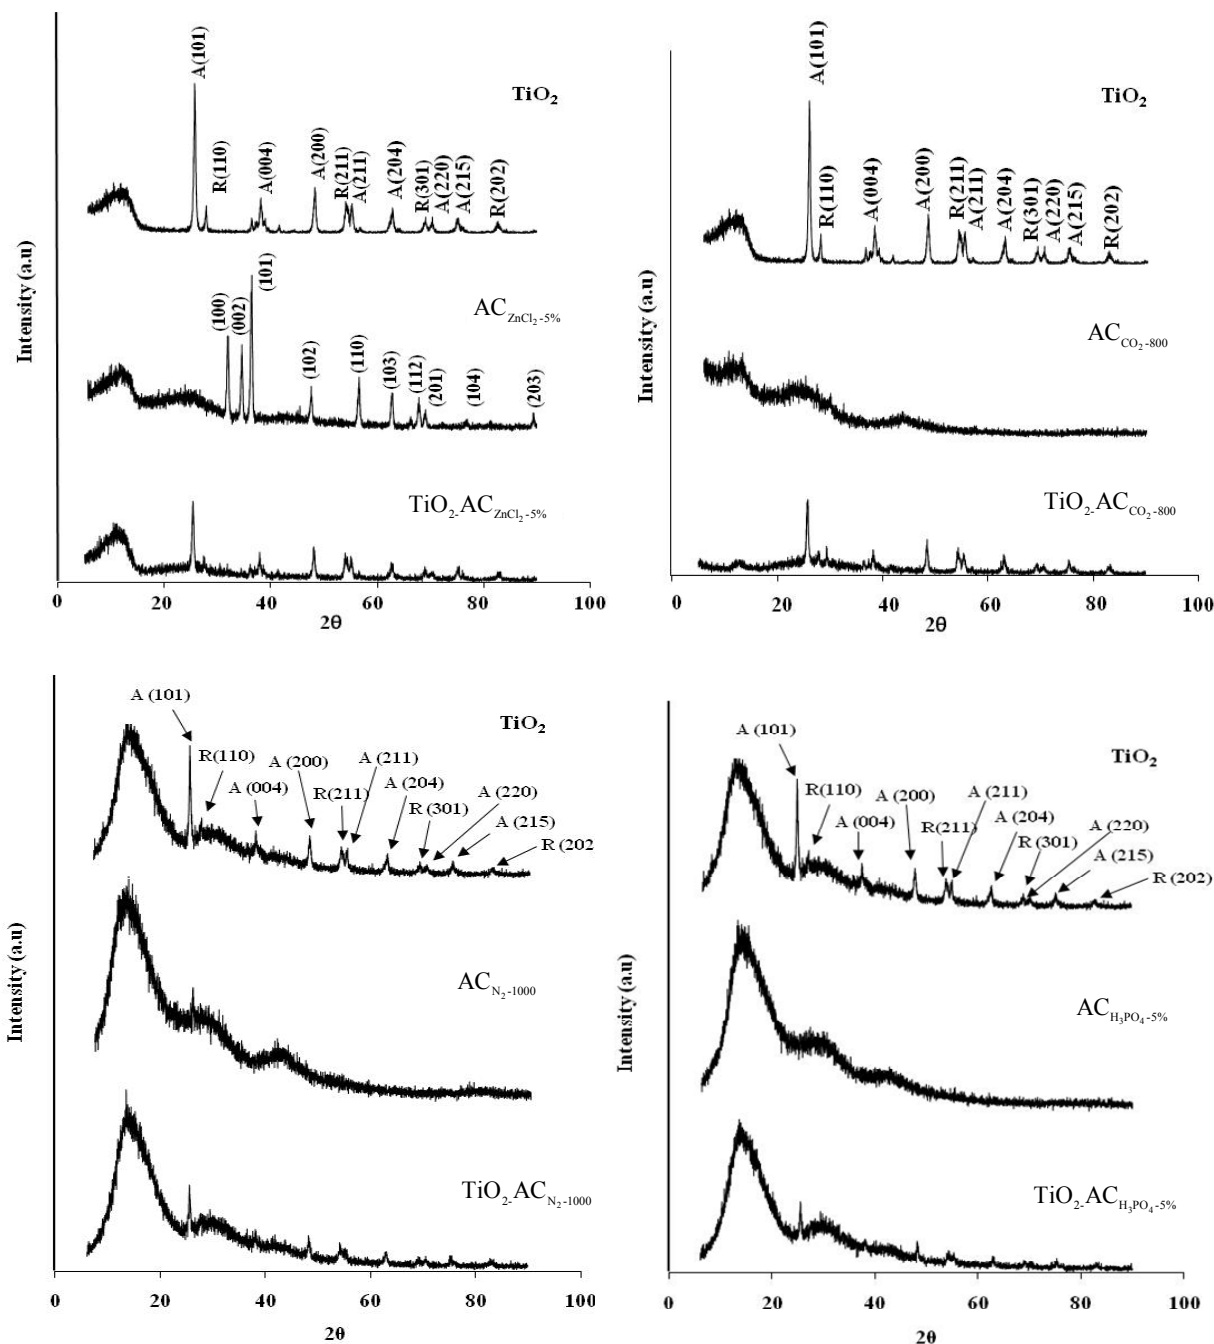 Intensity (a.u)
A(101)
R(110)
A(004)
A(200)
R(211)
A(211)
A(204)
R(301)
A(220)
A(215)
R(202)
TiO2
(100)
(002)
(101)
(102)
(110)
(103)
(112)
(201)
(104)
(203)
AC ZnCl2-5%
TiO2-AC ZnCl2-5%
0 20 40 60 80 100
2θ
Intensity (a.u)
A(101)
R(110)
A(004)
A(200)
R(211)
A(211)
A(204)
R(301)
A(220)
A(215)
R(202)
TiO2
AC CO2-800
TiO2-AC CO2-800
0 20 40 60 80 100
2θ
Intensity (a.u)
A (101)
TiO2
R(110)
A (004)
A (200)
R(211)
A (211)
A (204)
R (301)
A (220)
A (215)
R (202
AC N2-1000
TiO2-AC N2-1000
0 20 40 60 80 100
2θ
Intensity (a.u)
A (101)
TiO2
R(110)
A (004)
A (200)
R(211)
A (211)
A (204)
R (301)
A (220)
A (215)
R (202)
AC H3PO4-5%
TiO2-AC H3PO4-5%
0 20 40 60 80 100
2θ